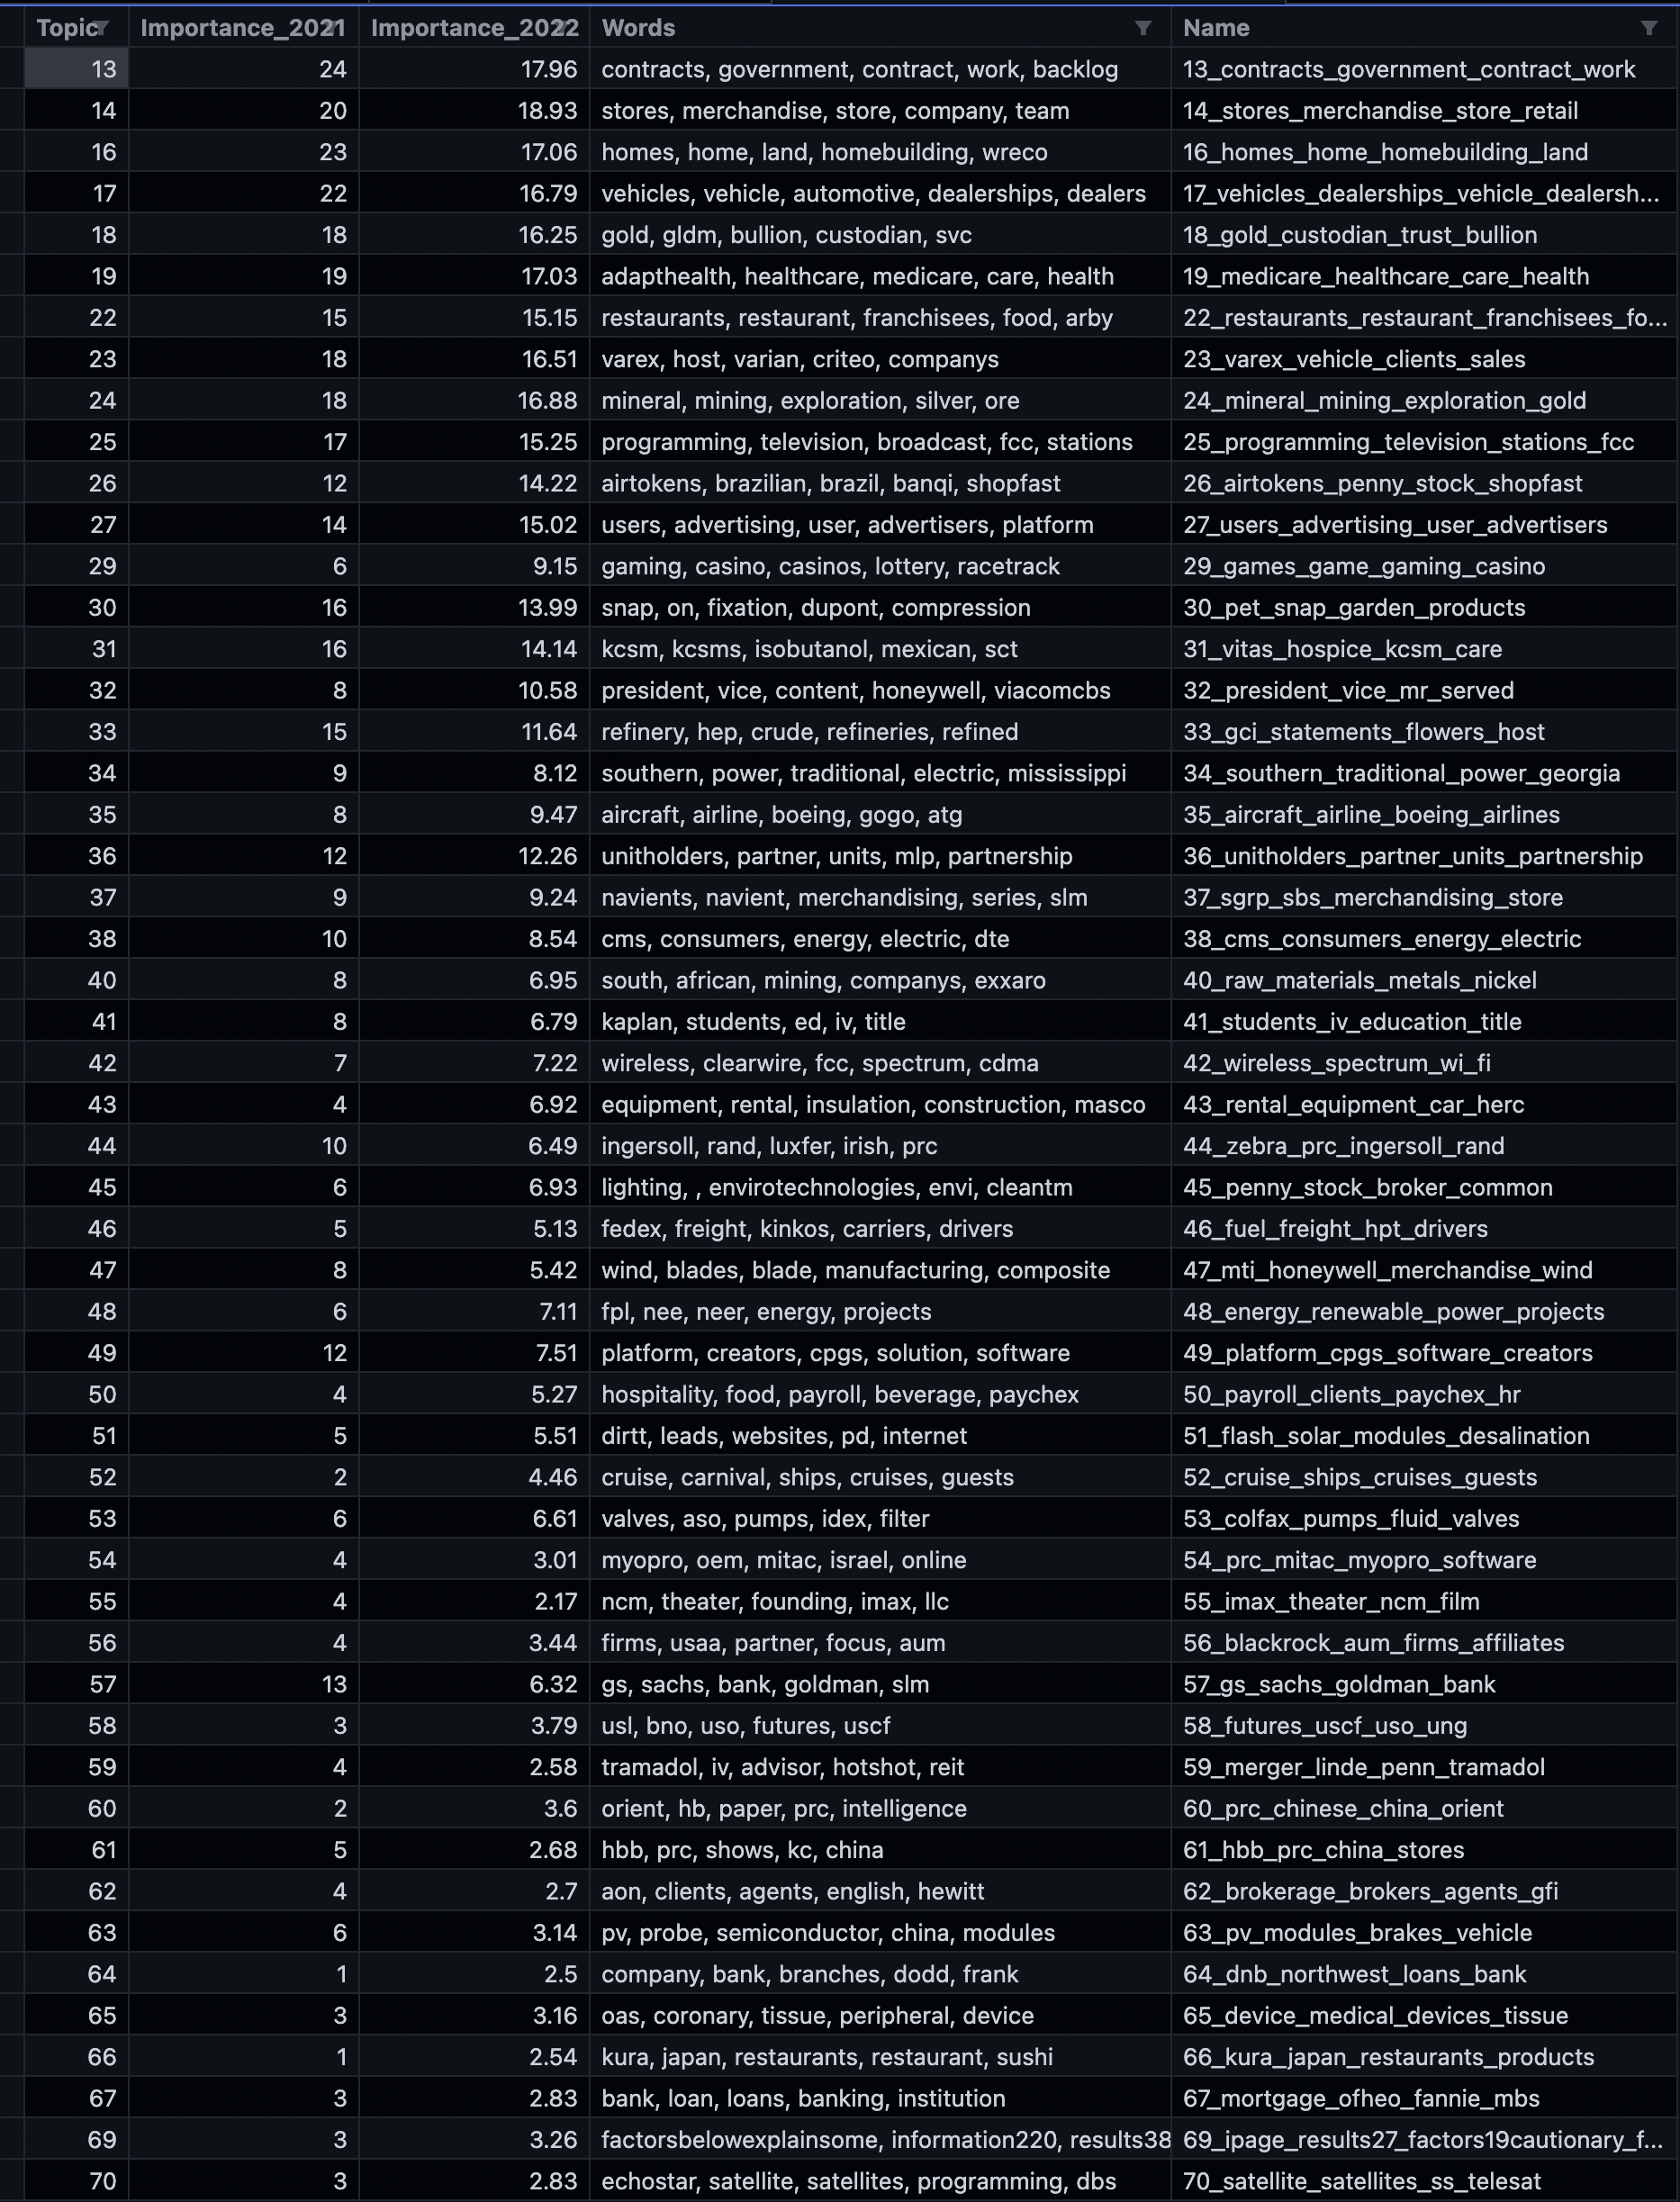 Topic Importance_2021 Importance_2022 Words Name
13 24 17.96 contracts, government, contract, work, backlog 13_contracts_government_contract_work
14 20 18.93 stores, merchandise, store, company, team 14_stores_merchandise_store_retail
16 23 17.06 homes, home, land, homebuilding, wreco 16_homes_home_homebuilding_land
17 22 16.79 vehicles, vehicle, automotive, dealerships, dealers 17_vehicles_dealerships_vehicle_dealersh...
18 18 16.25 gold, gldm, bullion, custodian, svc 18_gold_custodian_trust_bullion
19 19 17.03 adapthealth, healthcare, medicare, care, health 19_medicare_healthcare_care_health
22 15 15.15 restaurants, restaurant, franchisees, food, arby 22_restaurants_restaurant_franchisees_fo...
23 18 16.51 varex, host, varian, criteo, companys 23_varex_vehicle_clients_sales
24 18 16.88 mineral, mining, exploration, silver, ore 24_mineral_mining_exploration_gold
25 17 15.25 programming, television, broadcast, fcc, stations 25_programming_television_stations_fcc
26 12 14.22 airtokens, brazilian, brazil, banqi, shopfast 26_airtokens_penny_stock_shopfast
27 14 15.02 users, advertising, user, advertisers, platform 27_users_advertising_user_advertisers
29 6 9.15 gaming, casino, casinos, lottery, racetrack 29_games_game_gaming_casino
30 16 13.99 snap, on, fixation, dupont, compression 30_pet_snap_garden_products
31 16 14.14 kcsm, kcsms, isobutanol, mexican, sct 31_vitas_hospice_kcsm_care
32 8 10.58 president, vice, content, honeywell, viacomcbs 32_president_vice_mr_served
33 15 11.64 refinery, hep, crude, refineries, refined 33_gci_statements_flowers_host
34 9 8.12 southern, power, traditional, electric, mississippi 34_southern_traditional_power_georgia
35 8 9.47 aircraft, airline, boeing, gogo, atg 35_aircraft_airline_boeing_airlines
36 12 12.26 unitholders, partner, units, mlp, partnership 36_unitholders_partner_units_partnership
37 9 9.24 navients, navient, merchandising, series, slm 37_sgrp_sbs_merchandising_store
38 10 8.54 cms, consumers, energy, electric, dte 38_cms_consumers_energy_electric
40 8 6.95 south, african, mining, companys, exxaro 40_raw_materials_metals_nickel
41 8 6.79 kaplan, students, ed, iv, title 41_students_iv_education_title
42 7 7.22 wireless, clearwire, fcc, spectrum, cdma 42_wireless_spectrum_wi_fi
43 4 6.92 equipment, rental, insulation, construction, masco 43_rental_equipment_car_herc
44 10 6.49 ingersoll, rand, luxfer, irish, prc 44_zebra_prc_ingersoll_rand
45 6 6.93 lighting, , envirotechnologies, envi, cleantm 45_penny_stock_broker_common
46 5 5.13 fedex, freight, kinkos, carriers, drivers 46_fuel_freight_hpt_drivers
47 8 5.42 wind, blades, blade, manufacturing, composite 47_mti_honeywell_merchandise_wind
48 6 7.11 fpl, nee, neer, energy, projects 48_energy_renewable_power_projects
49 12 7.51 platform, creators, cpgs, solution, software 49_platform_cpgs_software_creators
50 4 5.27 hospitality, food, payroll, beverage, paychex 50_payroll_clients_paychex_hr
51 5 5.51 dirtt, leads, websites, pd, internet 51_flash_solar_modules_desalination
52 2 4.46 cruise, carnival, ships, cruises, guests 52_cruise_ships_cruises_guests
53 6 6.61 valves, aso, pumps, idex, filter 53_colfax_pumps_fluid_valves
54 4 3.01 myopro, oem, mitac, israel, online 54_prc_mitac_myopro_software
55 4 2.17 ncm, theater, founding, imax, llc 55_imax_theater_ncm_film
56 4 3.44 firms, usaa, partner, focus, aum 56_blackrock_aum_firms_affiliates
57 13 6.32 gs, sachs, bank, goldman, slm 57_gs_sachs_goldman_bank
58 3 3.79 usl, bno, uso, futures, uscf 58_futures_uscf_uso_ung
59 4 2.58 tramadol, iv, advisor, hotshot, reit 59_merger_linde_penn_tramadol
60 2 3.6 orient, hb, paper, prc, intelligence 60_prc_chinese_china_orient
61 5 2.68 hbb, prc, shows, kc, china 61_hbb_prc_china_stores
62 4 2.7 aon, clients, agents, english, hewitt 62_brokerage_brokers_agents_gfi
63 6 3.14 pv, probe, semiconductor, china, modules 63_pv_modules_brakes_vehicle
64 1 2.5 company, bank, branches, dodd, frank 64_dnb_northwest_loans_bank
65 3 3.16 oas, coronary, tissue, peripheral, device 65_device_medical_devices_tissue
66 1 2.54 kura, japan, restaurants, restaurant, sushi 66_kura_japan_restaurants_products
67 3 2.83 bank, loan, loans, banking, institution 67_mortgage_ofheo_fannie_mbs
69 3 3.26 factorsbelowexplainsome, information220, results38 69_ipage_results27_factors19cautionary_f...
70 3 2.83 echostar, satellite, satellites, programming, dbs 70_satellite_satellites_ss_telesat